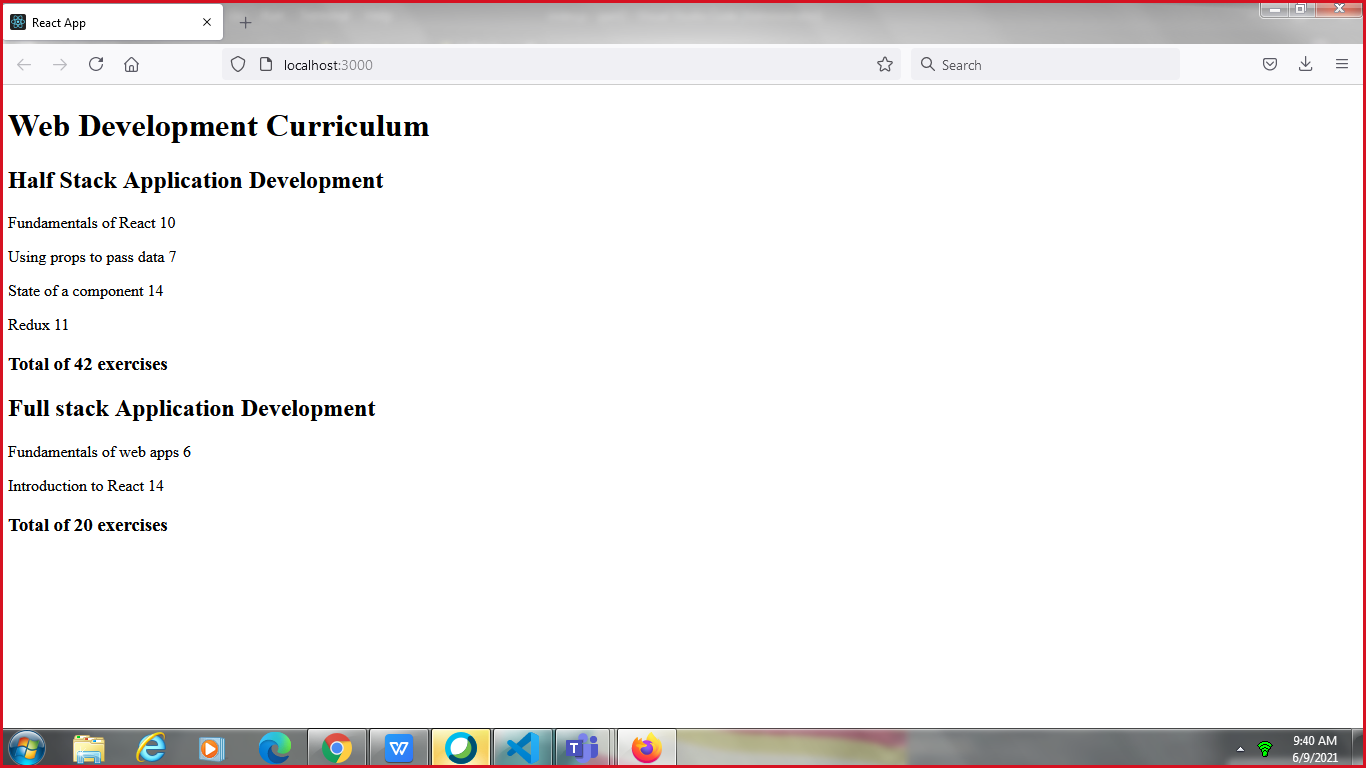 React App
localhost:3000
Search
Web Development Curriculum
Half Stack Application Development
Fundamentals of React 10
Using props to pass data 7
State of a component 14
Redux 11
Total of 42 exercises
Full stack Application Development
Fundamentals of web apps 6
Introduction to React 14
Total of 20 exercises
9:40 AM
6/9/2021